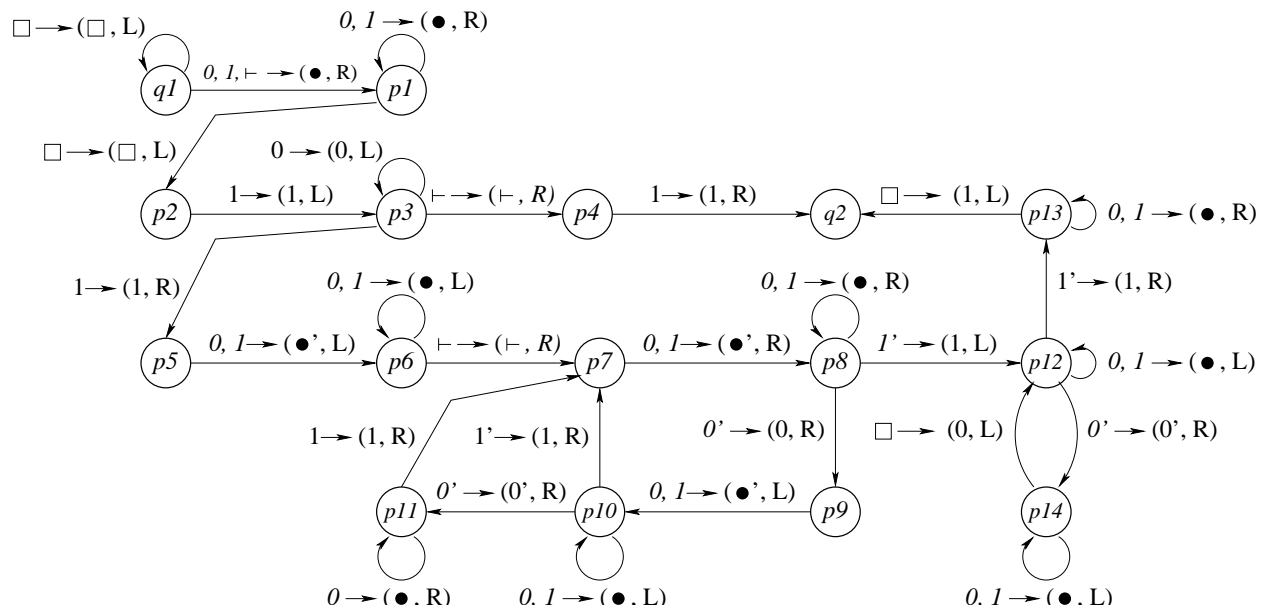 □→(□, L)
0, 1→(●, R)
q1
0, 1, ⊢→(●, R)
p1
□→(□, L)
0→(0, L)
p2
1→(1, L)
p3
⊢→(⊢, R)
p4
1→(1, R)
q2
□→(1, L)
p13
0, 1→(●, R)
1→(1, R)
0, 1→(●, L)
0, 1→(●, R)
1'→(1, R)
p5
0, 1→(●', L)
p6
⊢→(⊢, R)
p7
0, 1→(●', R)
p8
1'→(1, L)
p12
0, 1→(●, L)
1→(1, R)
1'→(1, R)
0'→(0, R)
□→(0, L)
0'→(0', R)
p11
0'→(0', R)
p10
0, 1→(●', L)
p9
p14
0→(●, R)
0, 1→(●, L)
0, 1→(●, L)